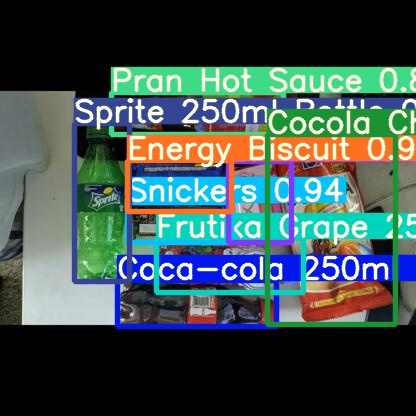 Pran Hot Sauce 0.8
Sprite 250ml Bottle 0
Cocola Ch
Energy Biscuit 0.9
Snickers 0.94
Frutika Grape 25
Coca-cola 250m
Sprite